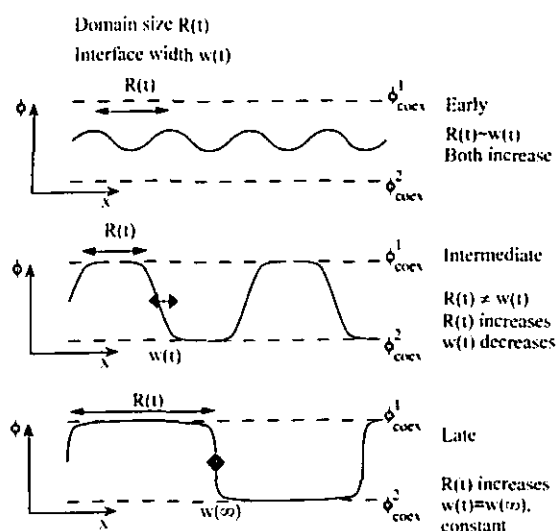 Domain size R(t)
Interface width w(t)
R(t)
ϕ
x
ϕ¹coex
ϕ²coex
Early
R(t)~w(t)
Both increase
R(t)
ϕ
x
w(t)
ϕ¹coex
ϕ²coex
Intermediate
R(t) ≠ w(t)
R(t) increases
w(t) decreases
R(t)
ϕ
x
w(∞)
ϕ¹coex
ϕ²coex
Late
R(t) increases
w(t)=w(∞),
constant